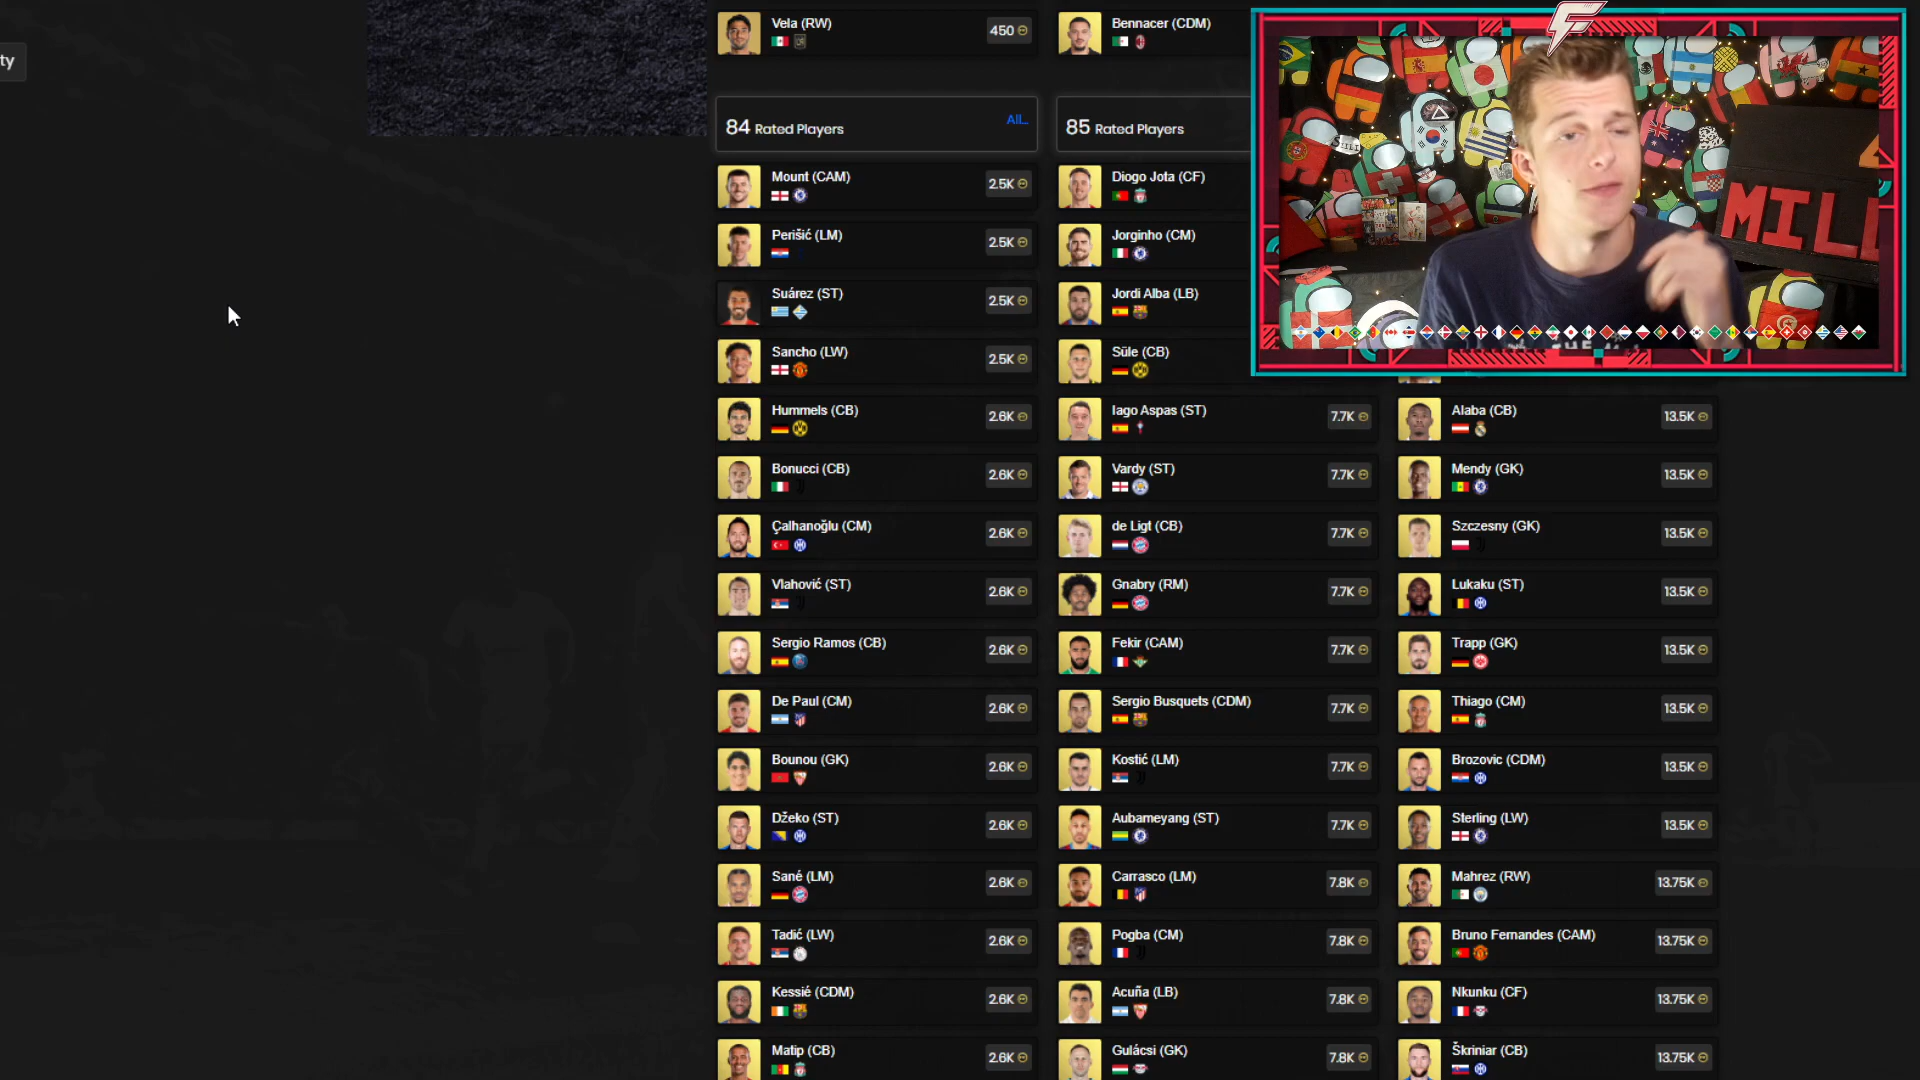 ty
Vela (RW)
450
Bennacer (CDM)
84 Rated Players
All..
85 Rated Players
Mount (CAM)
2.5K
Diogo Jota (CF)
Perišić (LM)
2.5K
Jorginho (CM)
Suárez (ST)
2.5K
Jordi Alba (LB)
Sancho (LW)
2.5K
Süle (CB)
MILL
Hummels (CB)
2.6K
Iago Aspas (ST)
7.7K
Alaba (CB)
13.5K
Bonucci (CB)
2.6K
Vardy (ST)
7.7K
Mendy (GK)
13.5K
Çalhanoğlu (CM)
2.6K
de Ligt (CB)
7.7K
Szczesny (GK)
13.5K
Vlahović (ST)
2.6K
Gnabry (RM)
7.7K
Lukaku (ST)
13.5K
Sergio Ramos (CB)
2.6K
Fekir (CAM)
7.7K
Trapp (GK)
13.5K
De Paul (CM)
2.6K
Sergio Busquets (CDM)
7.7K
Thiago (CM)
13.5K
Bounou (GK)
2.6K
Kostić (LM)
7.7K
Brozovic (CDM)
13.5K
Džeko (ST)
2.6K
Aubameyang (ST)
7.7K
Sterling (LW)
13.5K
Sané (LM)
2.6K
Carrasco (LM)
7.8K
Mahrez (RW)
13.75K
Tadić (LW)
2.6K
Pogba (CM)
7.8K
Bruno Fernandes (CAM)
13.75K
Kessié (CDM)
2.6K
Acuña (LB)
7.8K
Nkunku (CF)
13.75K
Matip (CB)
2.6K
Gulácsi (GK)
7.8K
Škriniar (CB)
13.75K